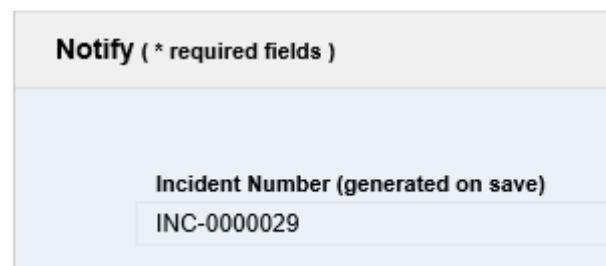 Notify ( * required fields )
Incident Number (generated on save)
INC-0000029